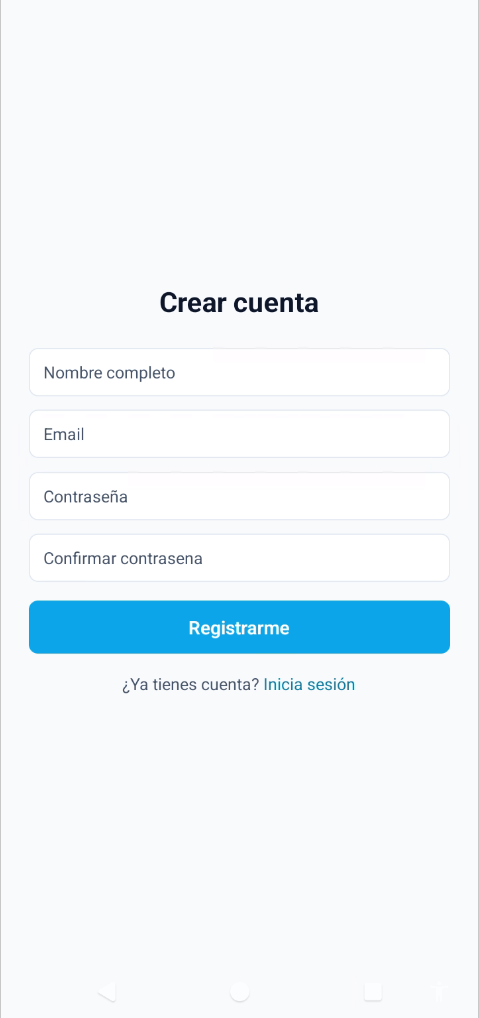 Crear cuenta
Nombre completo
Email
Contraseña
Confirmar contrasena
Registrarme
¿Ya tienes cuenta? Inicia sesión